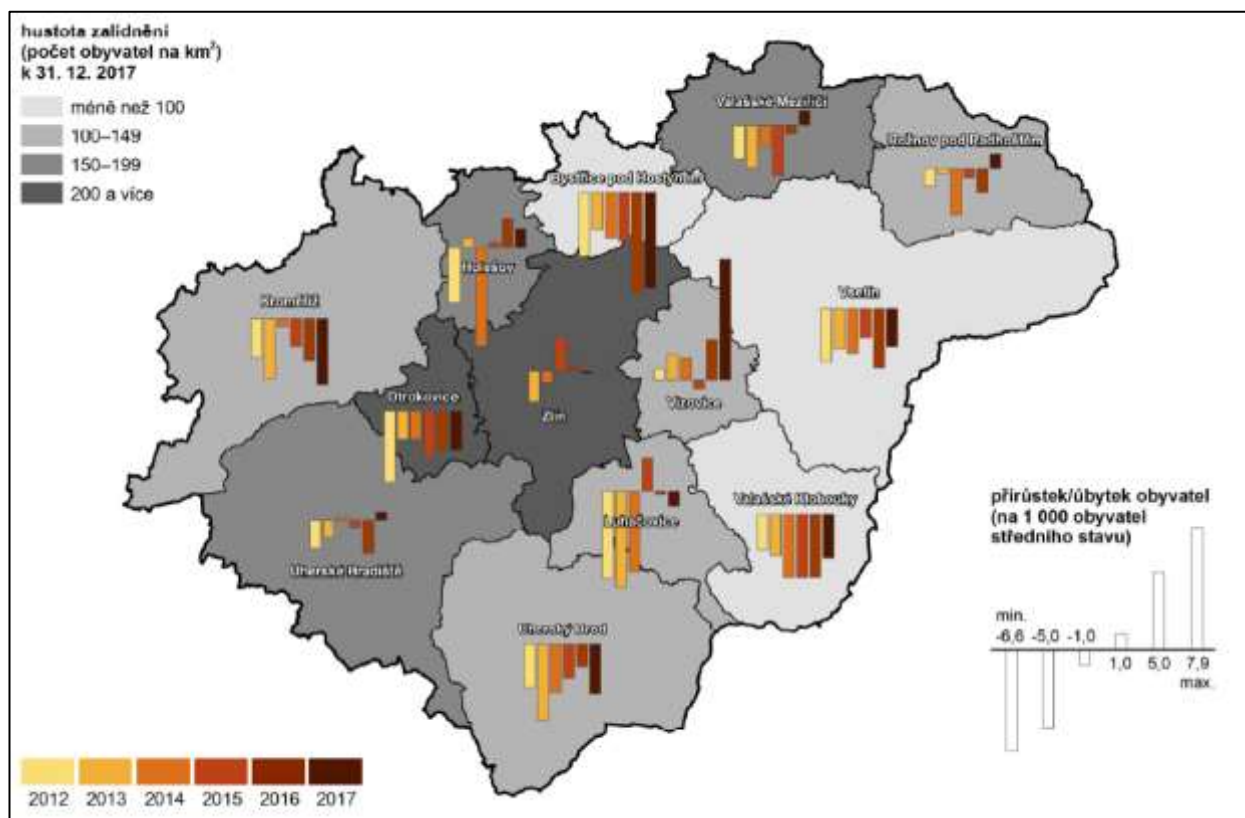 hustota zalidnění
(počet obyvatel na km²)
k 31. 12. 2017
méně než 100
100–149
150–199
200 a více
Valašské Meziříčí
Rožnov pod Radhoštěm
Bystřice pod Hostýnem
Holešov
Kroměříž
Vsetín
Otrokovice
Zlín
Vizovice
Luhačovice
Valašské Klobouky
Uherské Hradiště
Uherský Brod
přírůstek/úbytek obyvatel
(na 1 000 obyvatel
středního stavu)
min.
-6,6 -5,0 -1,0
1,0 5,0 7,9
max.
2012 2013 2014 2015 2016 2017